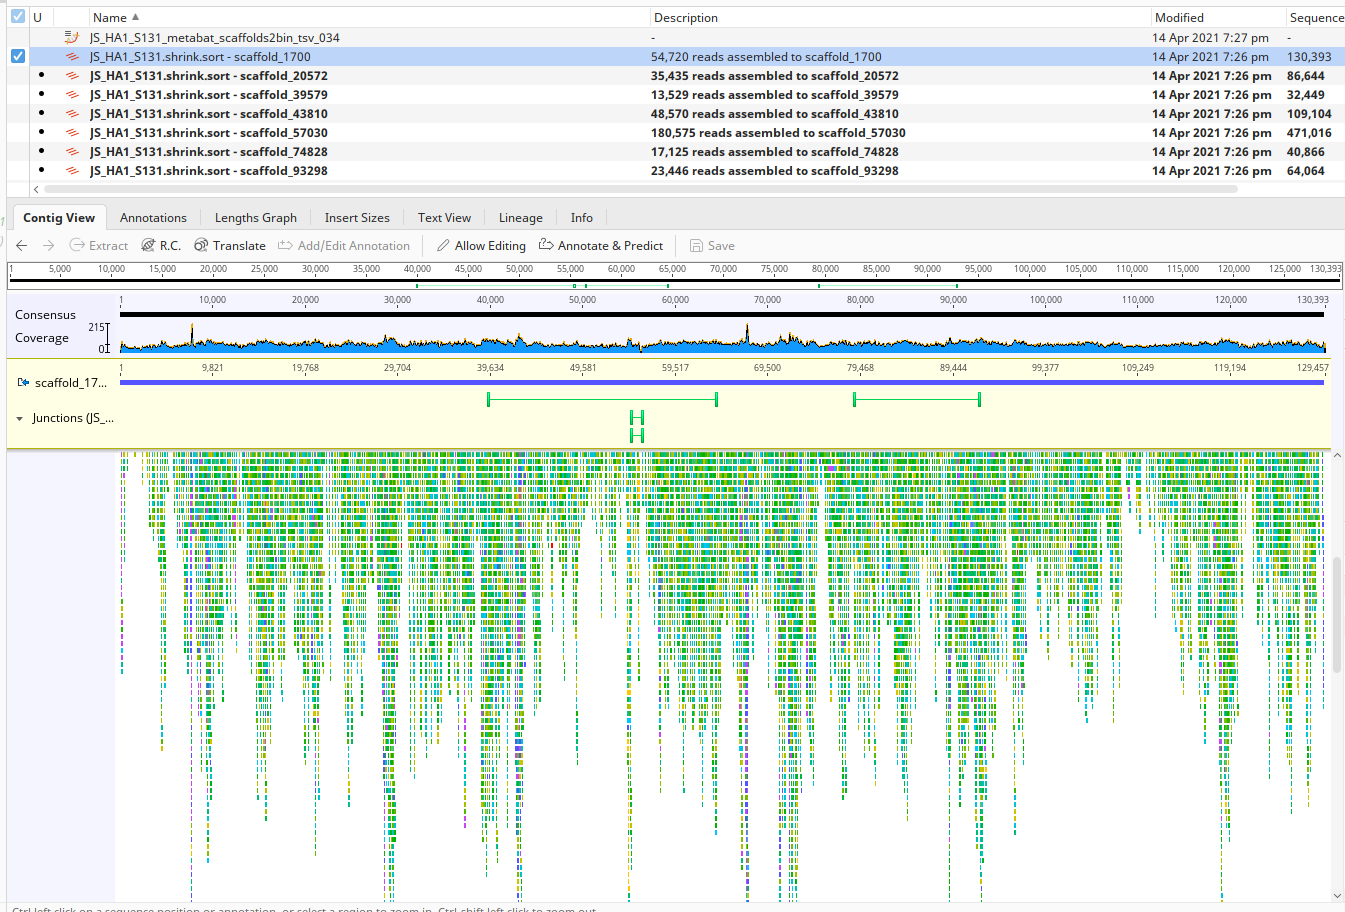 U Name Description Modified Sequence
JS_HA1_S131_metabat_scaffolds2bin_tsv_034 - 14 Apr 2021 7:27 pm -
JS_HA1_S131.shrink.sort - scaffold_1700 54,720 reads assembled to scaffold_1700 14 Apr 2021 7:26 pm 130,393
JS_HA1_S131.shrink.sort - scaffold_20572 35,435 reads assembled to scaffold_20572 14 Apr 2021 7:26 pm 86,644
JS_HA1_S131.shrink.sort - scaffold_39579 13,529 reads assembled to scaffold_39579 14 Apr 2021 7:26 pm 32,449
JS_HA1_S131.shrink.sort - scaffold_43810 48,570 reads assembled to scaffold_43810 14 Apr 2021 7:26 pm 109,104
JS_HA1_S131.shrink.sort - scaffold_57030 180,575 reads assembled to scaffold_57030 14 Apr 2021 7:26 pm 471,016
JS_HA1_S131.shrink.sort - scaffold_74828 17,125 reads assembled to scaffold_74828 14 Apr 2021 7:26 pm 40,866
JS_HA1_S131.shrink.sort - scaffold_93298 23,446 reads assembled to scaffold_93298 14 Apr 2021 7:26 pm 64,064
Contig View Annotations Lengths Graph Insert Sizes Text View Lineage Info
Extract R.C. Translate Add/Edit Annotation Allow Editing Annotate & Predict Save
1 5,000 10,000 15,000 20,000 25,000 30,000 35,000 40,000 45,000 50,000 55,000 60,000 65,000 70,000 75,000 80,000 85,000 90,000 95,000 100,000 105,000 110,000 115,000 120,000 125,000 130,393
1 10,000 20,000 30,000 40,000 50,000 60,000 70,000 80,000 90,000 100,000 110,000 120,000 130,393
Consensus
Coverage 215 0
1 9,821 19,768 29,704 39,634 49,581 59,517 69,500 79,468 89,444 99,377 109,249 119,194 129,457
scaffold_17...
Junctions (JS_...
Ctrl left click on a sequence position or annotation, or select a region to zoom in. Ctrl-shift left click to zoom out.